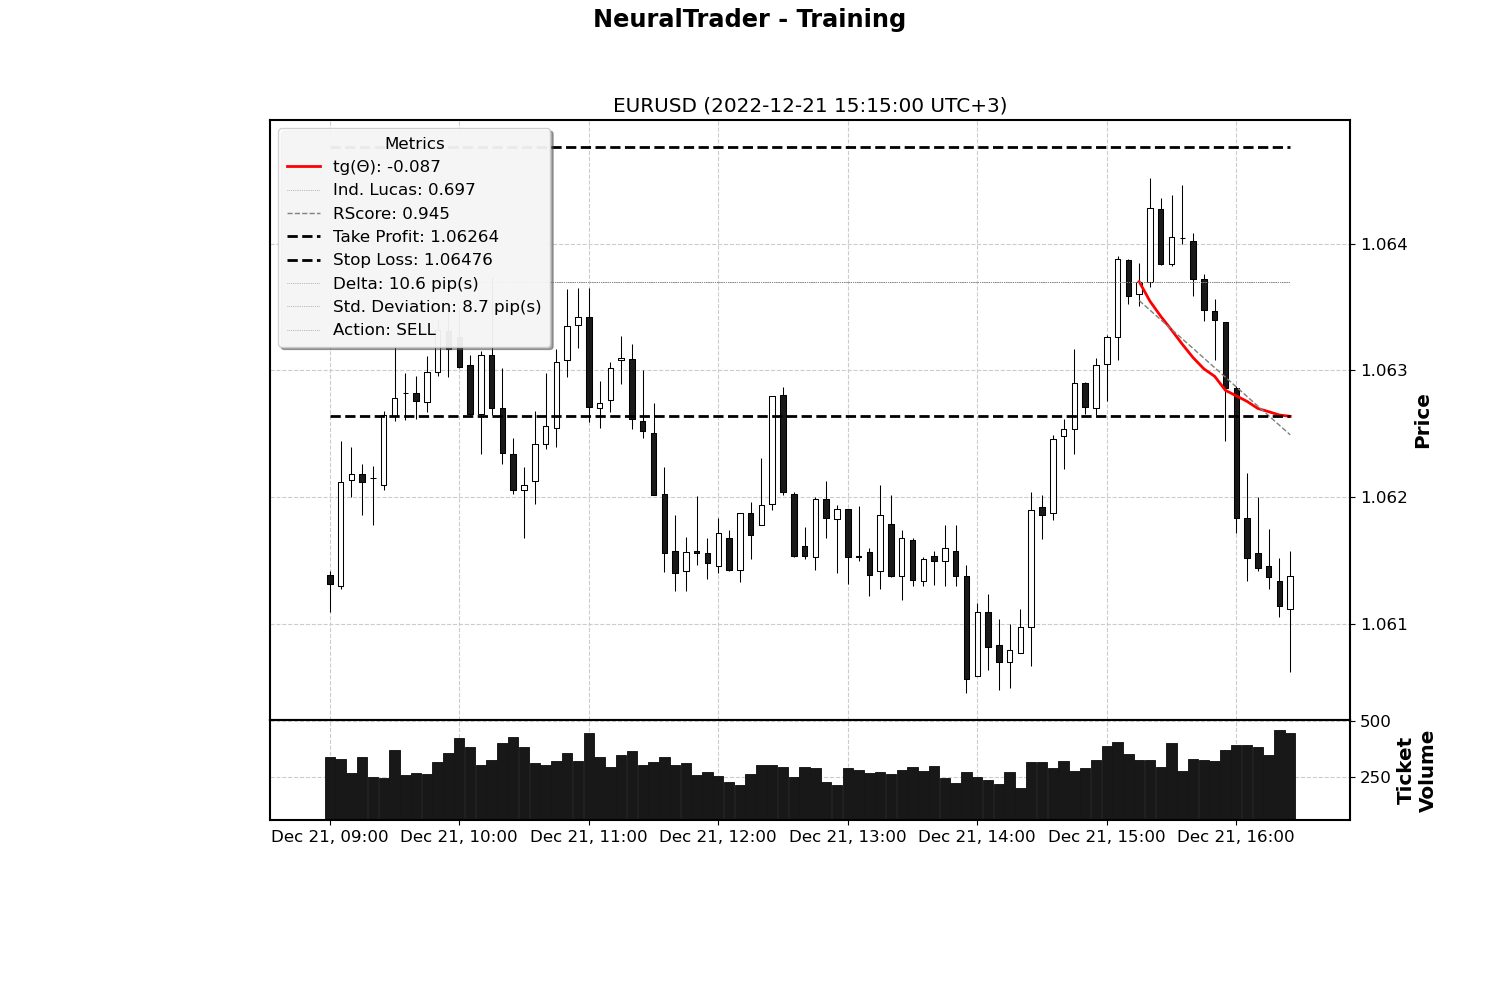 NeuralTrader - Training
EURUSD (2022-12-21 15:15:00 UTC+3)
Metrics
tg(Θ): -0.087
Ind. Lucas: 0.697
RScore: 0.945
Take Profit: 1.06264
Stop Loss: 1.06476
Delta: 10.6 pip(s)
Std. Deviation: 8.7 pip(s)
Action: SELL
1.064
1.063
1.062
1.061
Price
500
250
Ticket
Volume
Dec 21, 09:00 Dec 21, 10:00 Dec 21, 11:00 Dec 21, 12:00 Dec 21, 13:00 Dec 21, 14:00 Dec 21, 15:00 Dec 21, 16:00